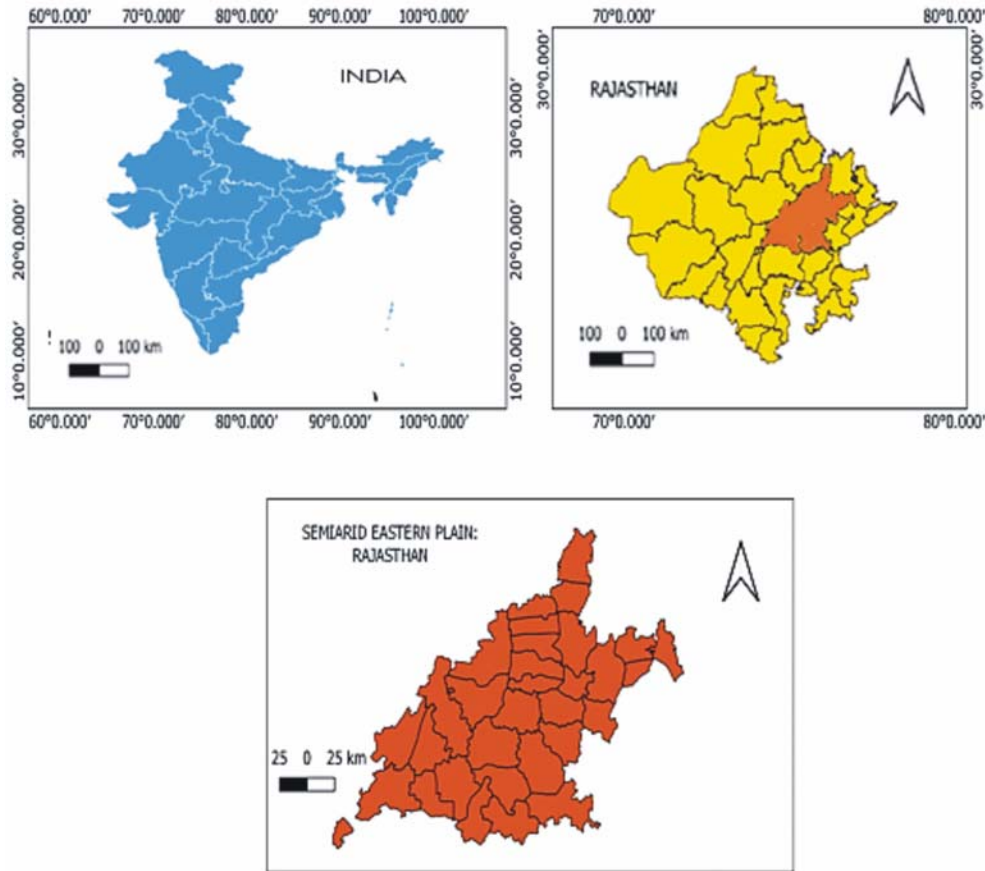 60°0.000′ 70°0.000′ 80°0.000′ 90°0.000′ 100°0.000′
30°0.000′
20°0.000′
10°0.000′
INDIA
100 0 100 km
30°0.000′
20°0.000′
10°0.000′
60°0.000′ 70°0.000′ 80°0.000′ 90°0.000′ 100°0.000′
70°0.000′ 80°0.000′
30°0.000′
RAJASTHAN
100 0 100 km
30°0.000′
70°0.000′ 80°0.000′
SEMIARID EASTERN PLAIN:
RAJASTHAN
25 0 25 km